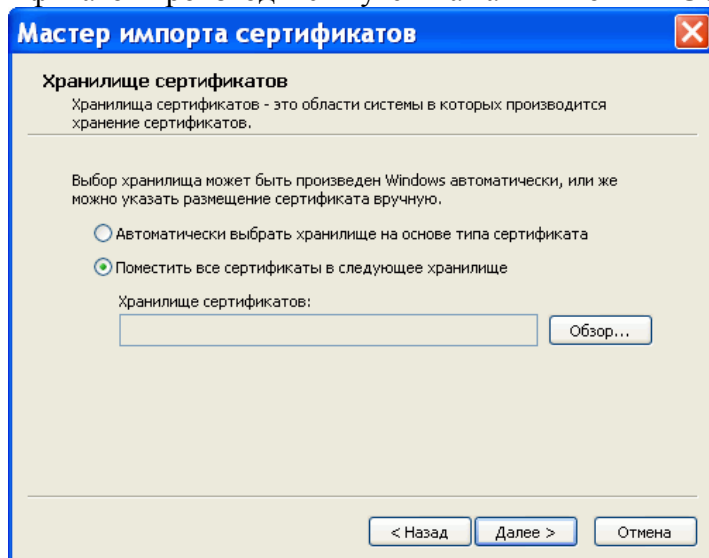 Мастер импорта сертификатов
Хранилище сертификатов
Хранилища сертификатов - это области системы в которых производится
хранение сертификатов.
Выбор хранилища может быть произведен Windows автоматически, или же
можно указать размещение сертификата вручную.
Автоматически выбрать хранилище на основе типа сертификата
Поместить все сертификаты в следующее хранилище
Хранилище сертификатов:
Обзор...
< Назад
Далее >
Отмена